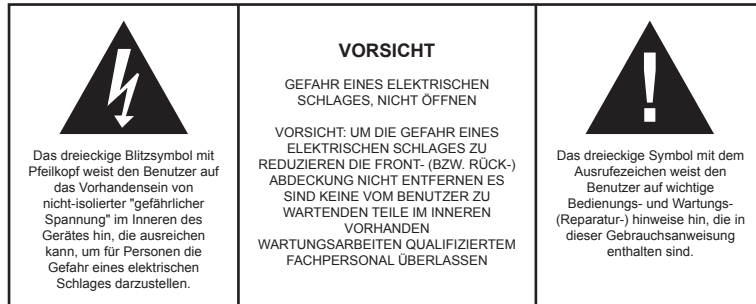 Das dreieckige Blitzsymbol mit
Pfeilkopf weist den Benutzer auf
das Vorhandensein von
nicht-isolierter "gefährlicher
Spannung" im Inneren des
Gerätes hin, die ausreichen
kann, um für Personen die
Gefahr eines elektrischen
Schlages darzustellen.
VORSICHT
GEFAHR EINES ELEKTRISCHEN
SCHLAGES, NICHT ÖFFNEN
VORSICHT: UM DIE GEFAHR EINES
ELEKTRISCHEN SCHLAGES ZU
REDUZIEREN DIE FRONT- (BZW. RÜCK-)
ABDECKUNG NICHT ENTFERNEN ES
SIND KEINE VOM BENUTZER ZU
WARTENDEN TEILE IM INNEREN
VORHANDEN
WARTUNGSARBEITEN QUALIFIZIERTEM
FACHPERSONAL ÜBERLASSEN
!
Das dreieckige Symbol mit dem
Ausrufezeichen weist den
Benutzer auf wichtige
Bedienungs- und Wartungs-
(Reparatur-) hinweise hin, die in
dieser Gebrauchsanweisung
enthalten sind.